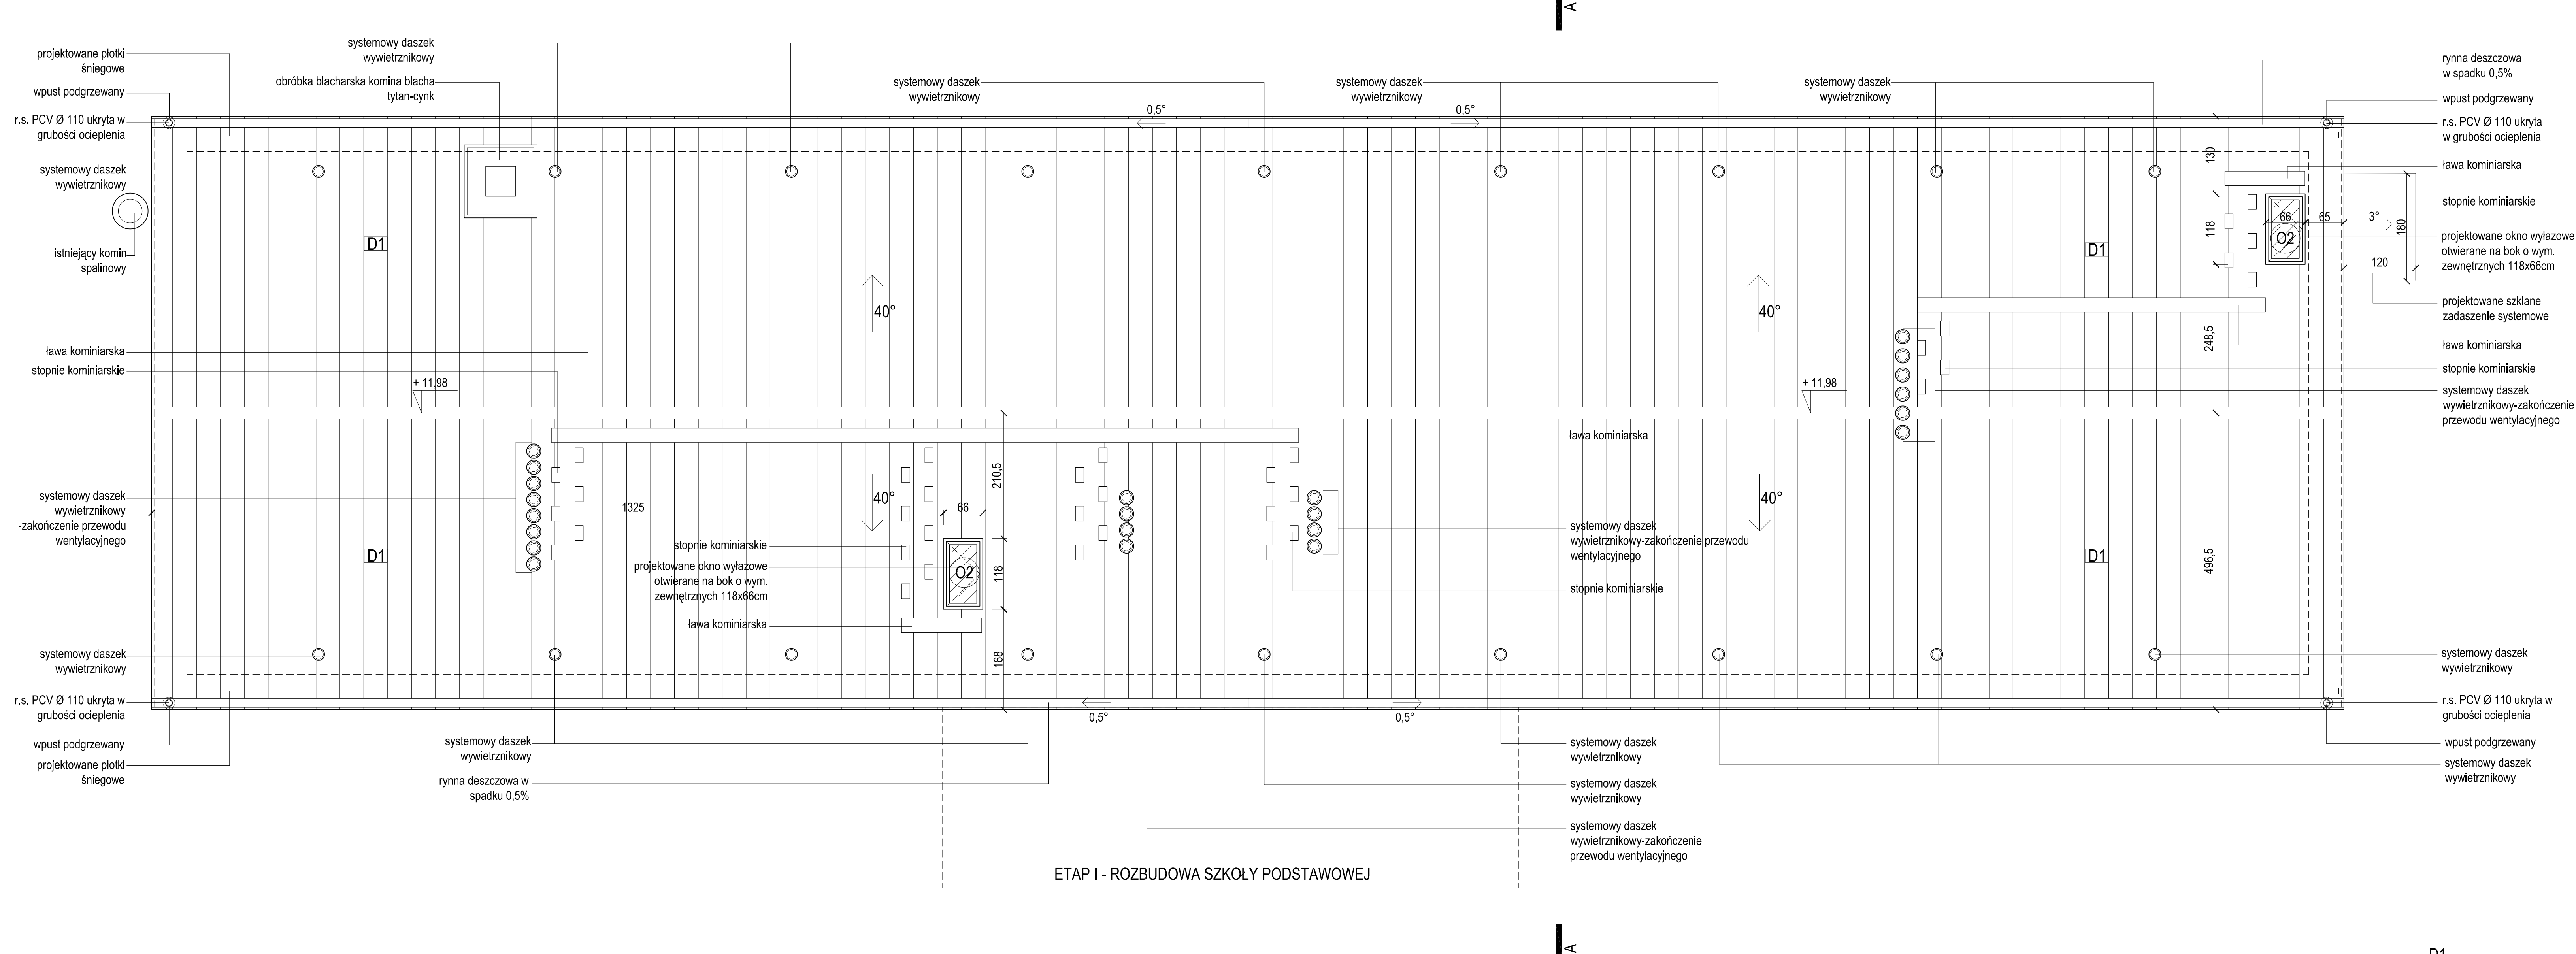 A
projektowane płotki
śniegowe
systemowy daszek
wywietrznikowy
obróbka blacharska komina blacha
tytan-cynk
wpust podgrzewany
r.s. PCV Ø 110 ukryta w
grubości ocieplenia
systemowy daszek
wywietrznikowy
systemowy daszek
wywietrznikowy
systemowy daszek
wywietrznikowy
rynna deszczowa
w spadku 0,5%
wpust podgrzewany
r.s. PCV Ø 110 ukryta
w grubości ocieplenia
0,5°
0,5°
systemowy daszek
wywietrznikowy
istniejący komin
spalinowy
D1
40°
40°
D1
130
118
248,5
66
65
3°
180
120
O2
ława kominiarska
stopnie kominiarskie
projektowane okno wyłazowe
otwierane na bok o wym.
zewnętrznych 118x66cm
projektowane szklane
zadaszenie systemowe
ława kominiarska
stopnie kominiarskie
systemowy daszek
wywietrznikowy-zakończenie
przewodu wentylacyjnego
ława kominiarska
stopnie kominiarskie
+ 11,98
+ 11,98
systemowy daszek
wywietrznikowy
-zakończenie przewodu
wentylacyjnego
D1
1325
66
40°
210,5
118
168
O2
stopnie kominiarskie
projektowane okno wyłazowe
otwierane na bok o wym.
zewnętrznych 118x66cm
ława kominiarska
ława kominiarska
systemowy daszek
wywietrznikowy-zakończenie przewodu
wentylacyjnego
stopnie kominiarskie
40°
D1
496,5
systemowy daszek
wywietrznikowy
r.s. PCV Ø 110 ukryta w
grubości ocieplenia
wpust podgrzewany
projektowane płotki
śniegowe
systemowy daszek
wywietrznikowy
rynna deszczowa w
spadku 0,5%
0,5°
0,5°
systemowy daszek
wywietrznikowy
systemowy daszek
wywietrznikowy
systemowy daszek
wywietrznikowy-zakończenie
przewodu wentylacyjnego
systemowy daszek
wywietrznikowy
r.s. PCV Ø 110 ukryta w
grubości ocieplenia
wpust podgrzewany
systemowy daszek
wywietrznikowy
ETAP I - ROZBUDOWA SZKOŁY PODSTAWOWEJ
A
D1